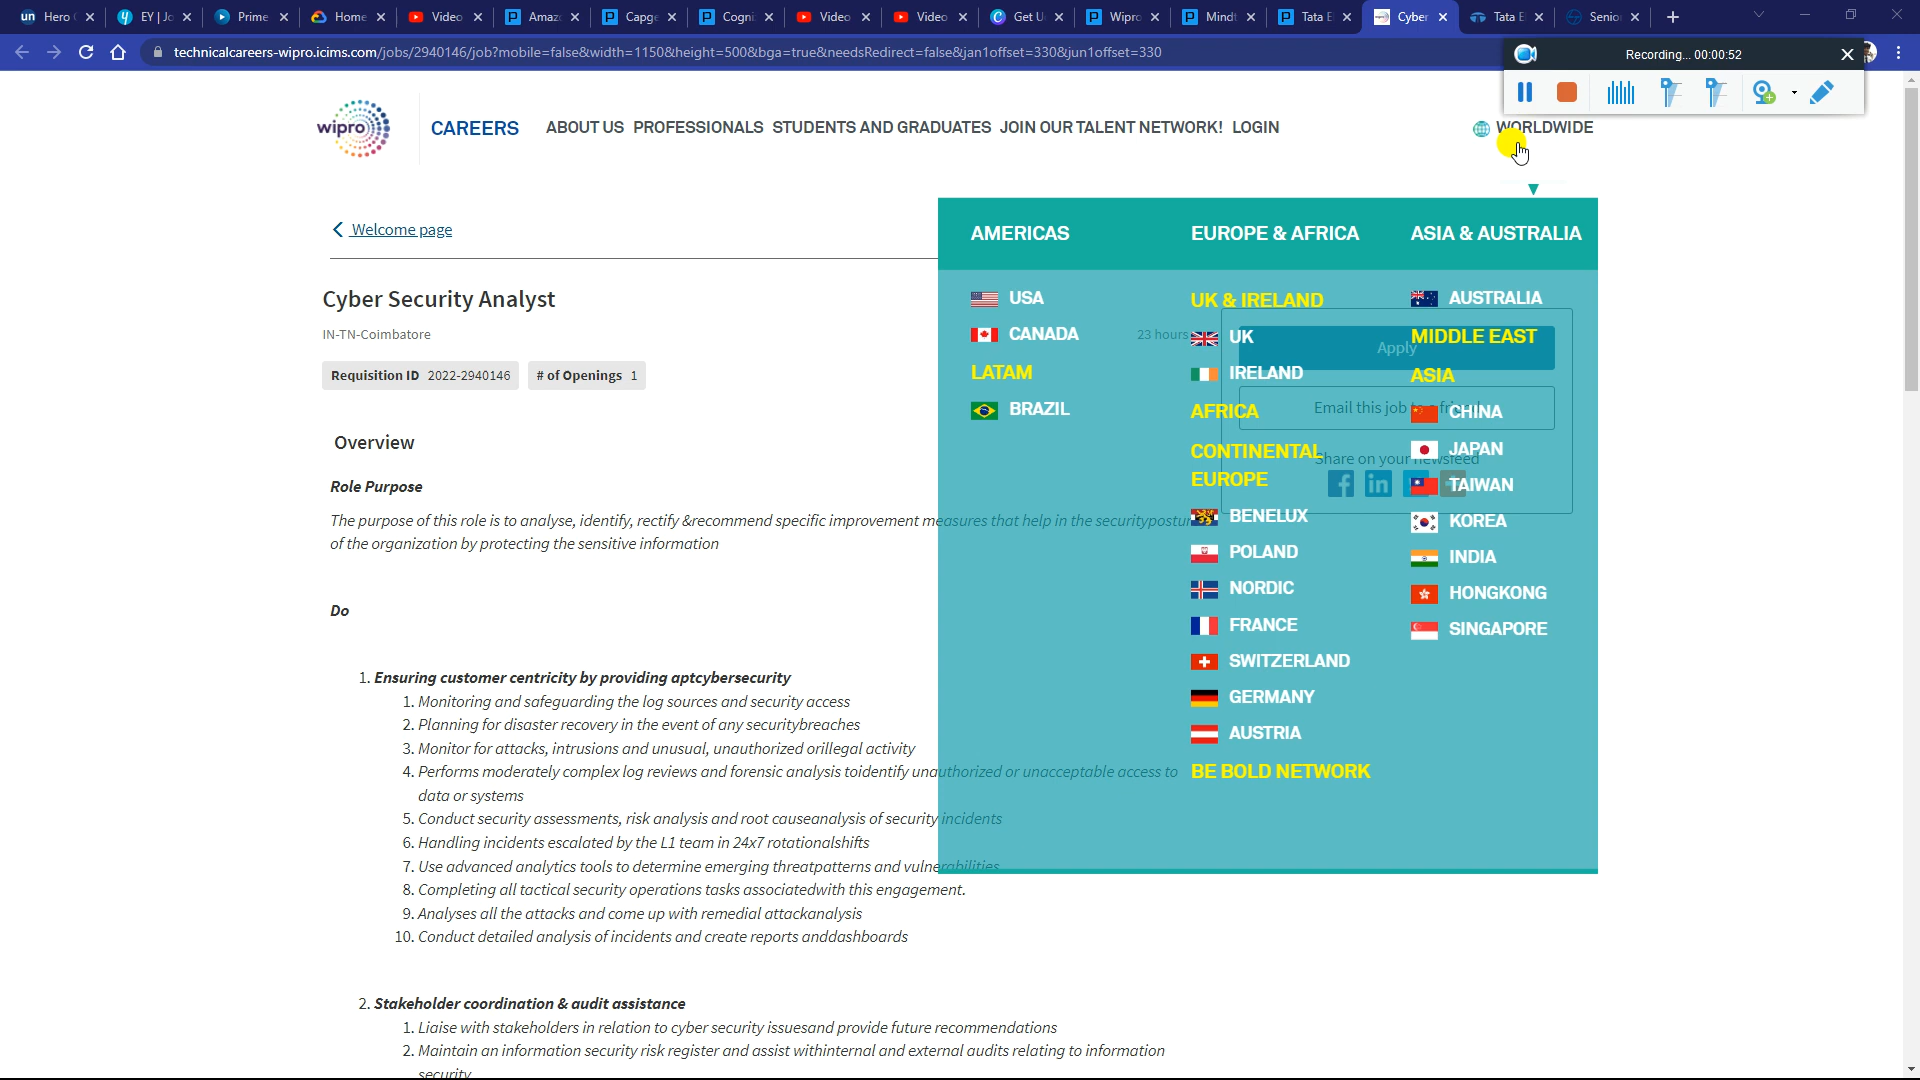 Hero
EY | Jo
Prime
Home
Video
Amaz
Capge
Cogni
Video
Video
Get U
Wipro
Mindt
Tata E
Cyber
Tata E
Senio
technicalcareers-wipro.icims.com/jobs/2940146/job?mobile=false&width=1150&height=500&bga=true&needsRedirect=false&jan1offset=330&jun1offset=330
Recording... 00:00:52
wipro
CAREERS
ABOUT US PROFESSIONALS STUDENTS AND GRADUATES JOIN OUR TALENT NETWORK! LOGIN
WORLDWIDE
Welcome page
AMERICAS
EUROPE & AFRICA
ASIA & AUSTRALIA
USA
CANADA
LATAM
BRAZIL
UK & IRELAND
UK
IRELAND
AFRICA
CONTINENTAL
EUROPE
BENELUX
POLAND
NORDIC
FRANCE
SWITZERLAND
GERMANY
AUSTRIA
BE BOLD NETWORK
AUSTRALIA
MIDDLE EAST
ASIA
CHINA
JAPAN
TAIWAN
KOREA
INDIA
HONGKONG
SINGAPORE
Cyber Security Analyst
IN-TN-Coimbatore
23 hours
Requisition ID 2022-2940146
# of Openings 1
Apply
Email this job
Share on your newsfeed
Overview
Role Purpose
The purpose of this role is to analyse, identify, rectify &recommend specific improvement measures that help in the securitypostur
of the organization by protecting the sensitive information
Do
1. Ensuring customer centricity by providing aptcybersecurity
1. Monitoring and safeguarding the log sources and security access
2. Planning for disaster recovery in the event of any securitybreaches
3. Monitor for attacks, intrusions and unusual, unauthorized orillegal activity
4. Performs moderately complex log reviews and forensic analysis toidentify unauthorized or unacceptable access to
data or systems
5. Conduct security assessments, risk analysis and root causeanalysis of security incidents
6. Handling incidents escalated by the L1 team in 24x7 rotationalshifts
7. Use advanced analytics tools to determine emerging threatpatterns and vulnerabilities
8. Completing all tactical security operations tasks associatedwith this engagement.
9. Analyses all the attacks and come up with remedial attackanalysis
10. Conduct detailed analysis of incidents and create reports anddashboards
2. Stakeholder coordination & audit assistance
1. Liaise with stakeholders in relation to cyber security issuesand provide future recommendations
2. Maintain an information security risk register and assist withinternal and external audits relating to information
security